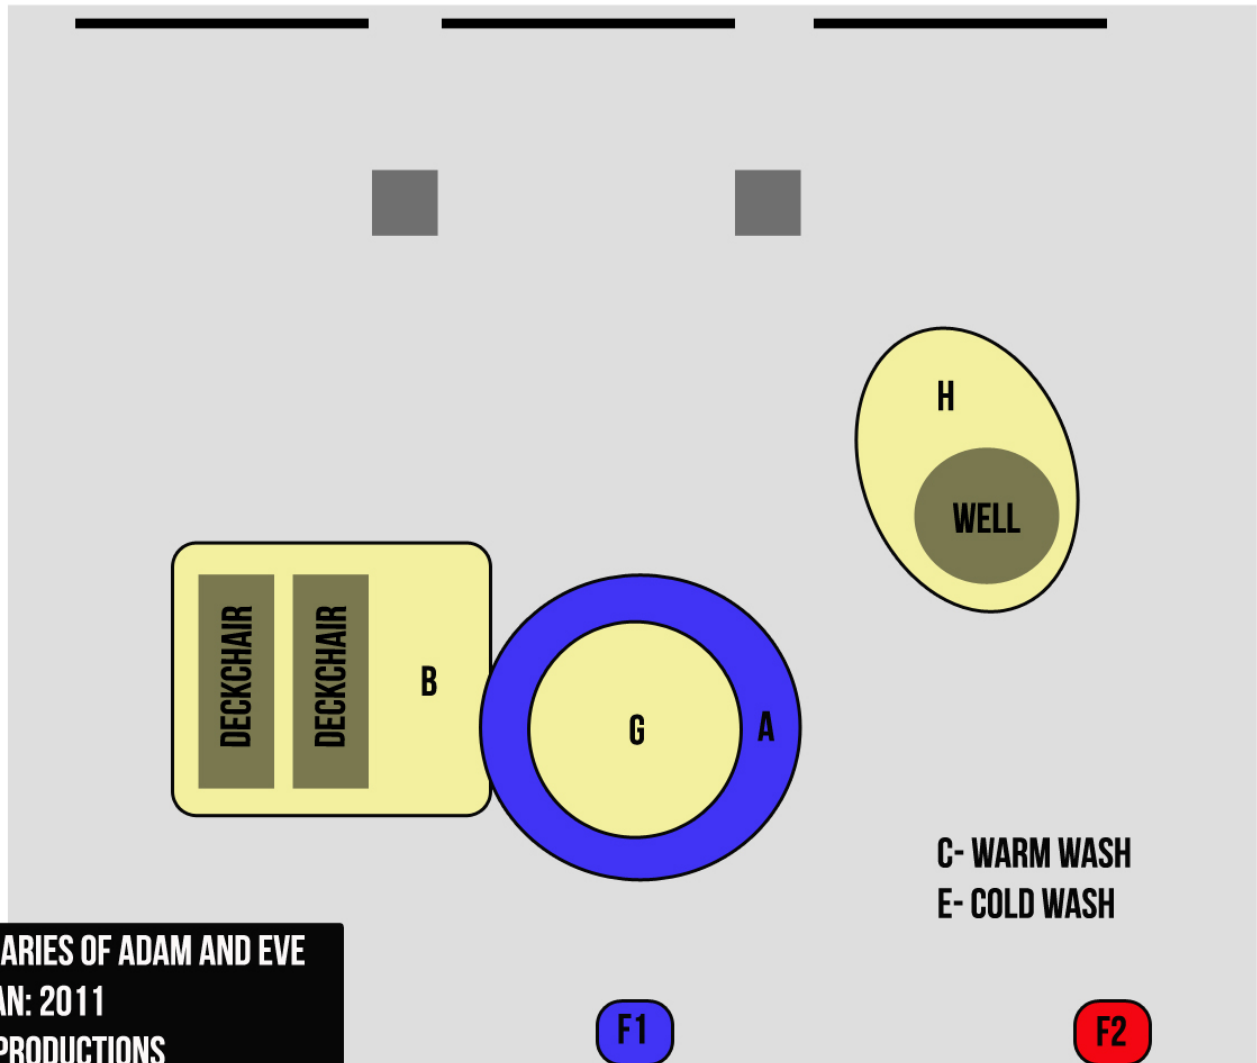 H
WELL
DECKCHAIR
DECKCHAIR
B
G
A
C- WARM WASH
E- COLD WASH
ARIES OF ADAM AND EVE
AN: 2011
PRODUCTIONS
F1
F2